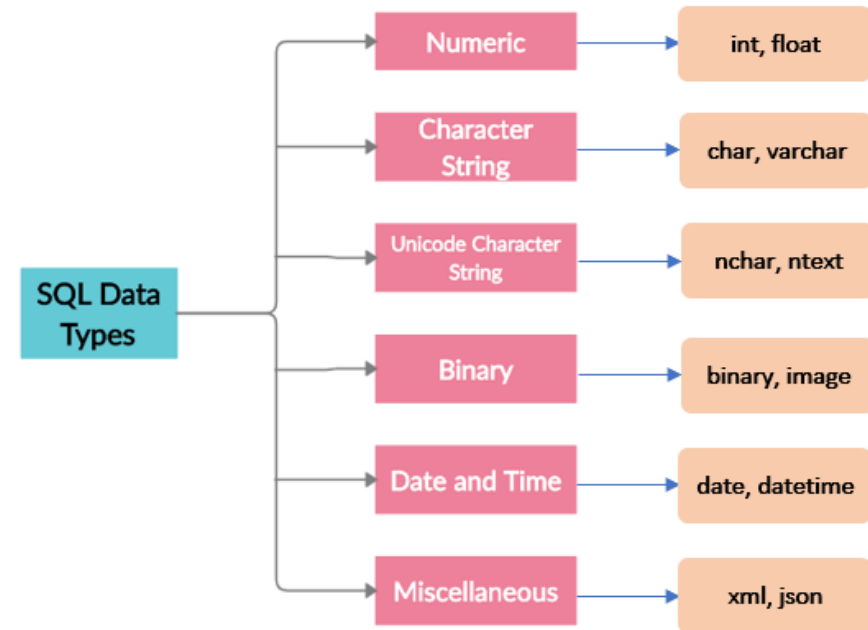 Numeric
int, float
Character
String
char, varchar
Unicode Character
String
nchar, ntext
SQL Data
Types
Binary
binary, image
Date and Time
date, datetime
Miscellaneous
xml, json